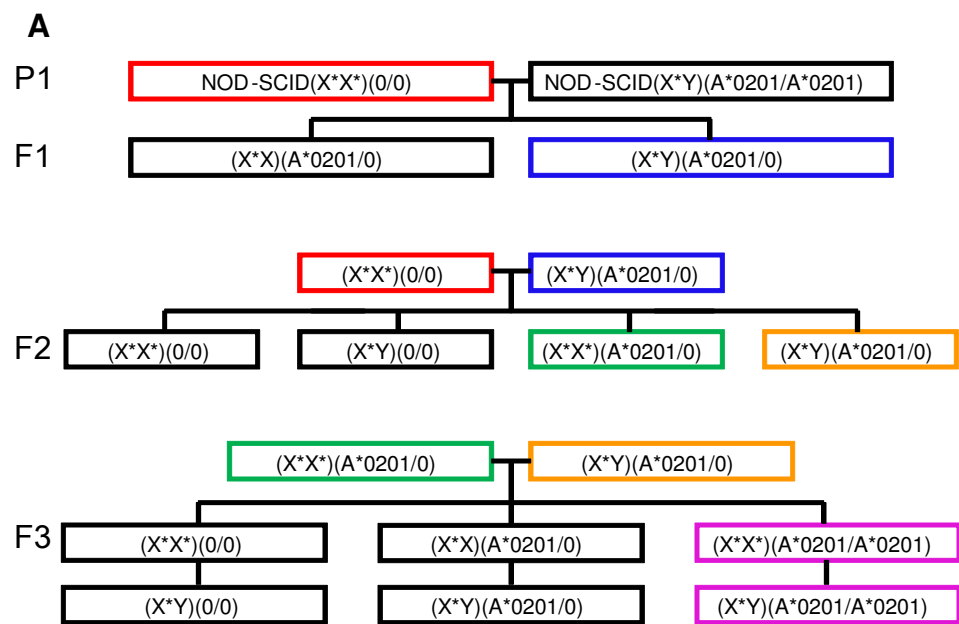 A
P1 NOD-SCID(X*X*)(0/0) NOD-SCID(X*Y)(A*0201/A*0201)
F1 (X*X)(A*0201/0) (X*Y)(A*0201/0)
(X*X*)(0/0) (X*Y)(A*0201/0)
F2 (X*X*)(0/0) (X*Y)(0/0) (X*X*)(A*0201/0) (X*Y)(A*0201/0)
(X*X*)(A*0201/0) (X*Y)(A*0201/0)
F3 (X*X*)(0/0) (X*X)(A*0201/0) (X*X*)(A*0201/A*0201)
(X*Y)(0/0) (X*Y)(A*0201/0) (X*Y)(A*0201/A*0201)